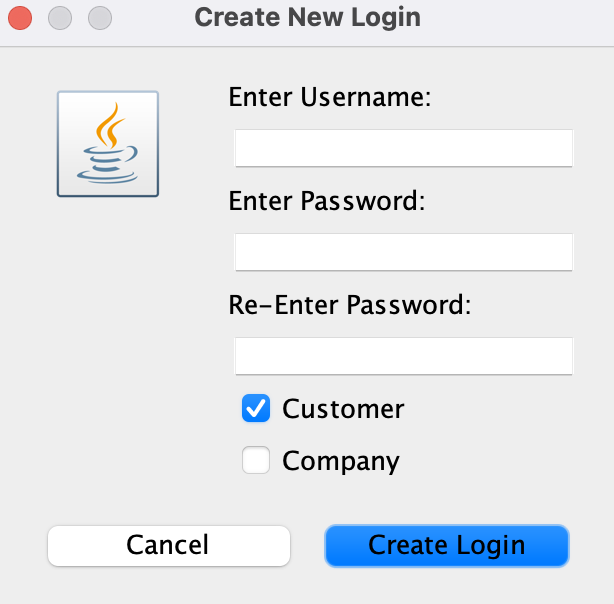 Create New Login
Enter Username:
Enter Password:
Re-Enter Password:
Customer
Company
Cancel
Create Login